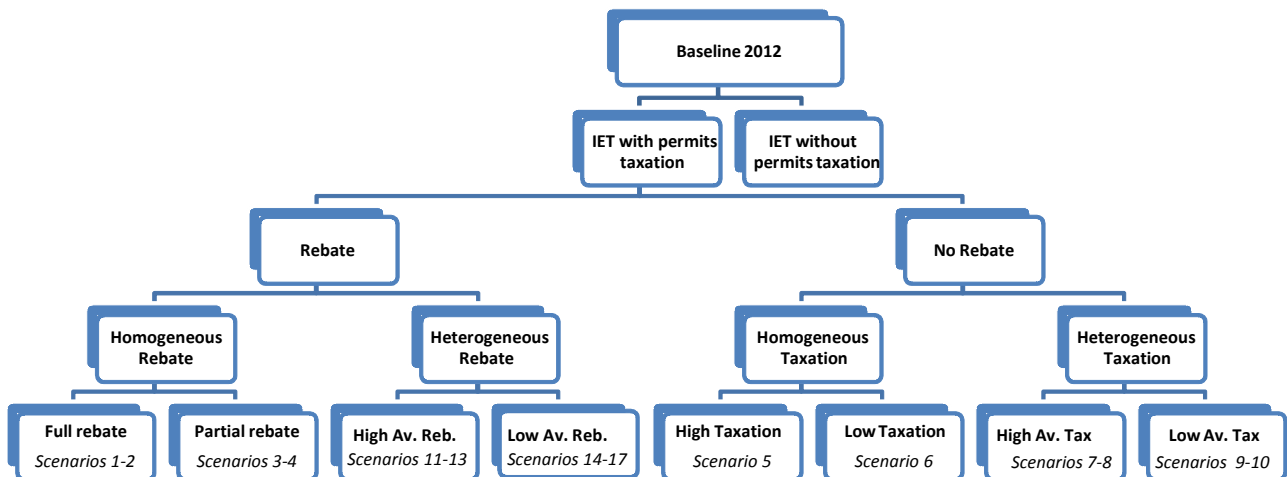 Baseline 2012
IET with permits
taxation
IET without
permits taxation
Rebate
No Rebate
Homogeneous
Rebate
Heterogeneous
Rebate
Homogeneous
Taxation
Heterogeneous
Taxation
Full rebate
Scenarios 1-2
Partial rebate
Scenarios 3-4
High Av. Reb.
Scenarios 11-13
Low Av. Reb.
Scenarios 14-17
High Taxation
Scenario 5
Low Taxation
Scenario 6
High Av. Tax
Scenarios 7-8
Low Av. Tax
Scenarios 9-10